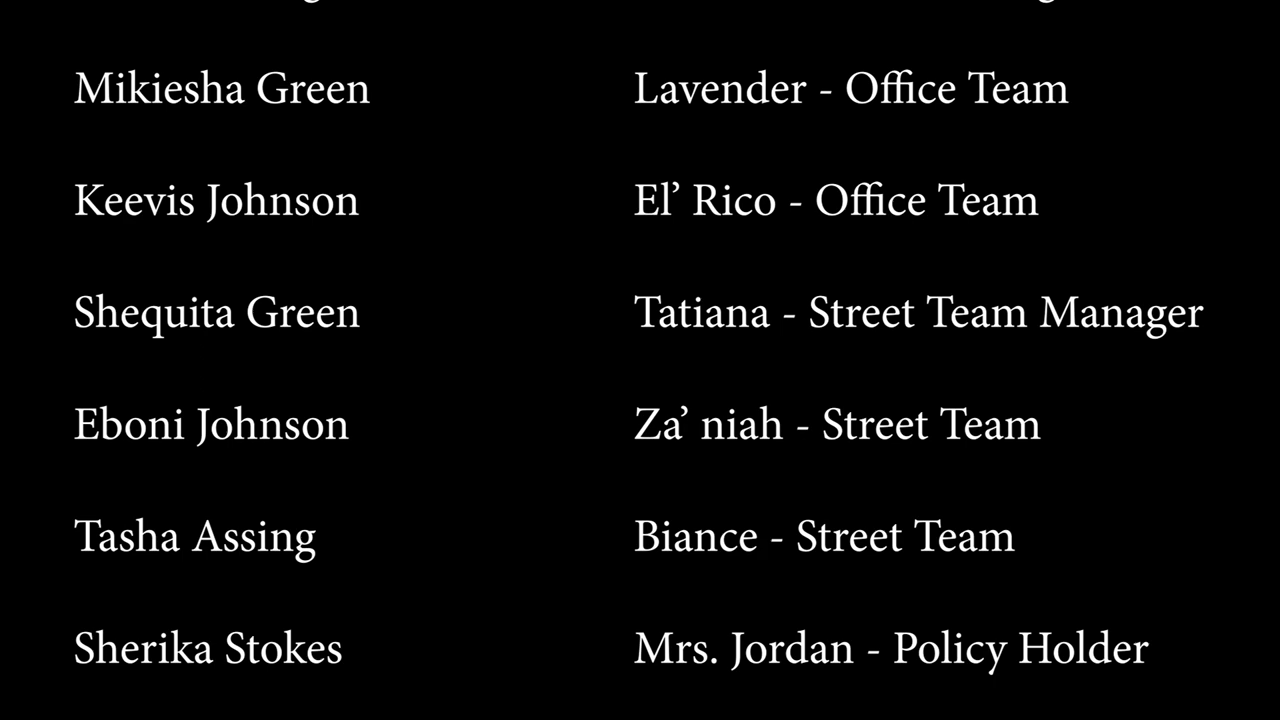 Mikiesha Green Lavender - Office Team
Keevis Johnson El’ Rico - Office Team
Shequita Green Tatiana - Street Team Manager
Eboni Johnson Za’ niah - Street Team
Tasha Assing Biance - Street Team
Sherika Stokes Mrs. Jordan - Policy Holder